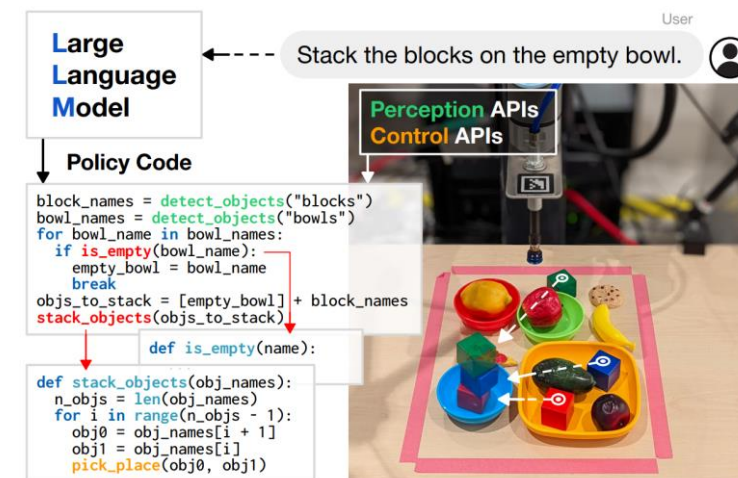 User
Stack the blocks on the empty bowl.
Large
Language
Model
Perception APIs
Control APIs
Policy Code
block_names = detect_objects("blocks")
bowl_names = detect_objects("bowls")
for bowl_name in bowl_names:
  if is_empty(bowl_name):
    empty_bowl = bowl_name
    break
objs_to_stack = [empty_bowl] + block_names
stack_objects(objs_to_stack)
def is_empty(name):
def stack_objects(obj_names):
  n_objs = len(obj_names)
  for i in range(n_objs - 1):
    obj0 = obj_names[i + 1]
    obj1 = obj_names[i]
    pick_place(obj0, obj1)